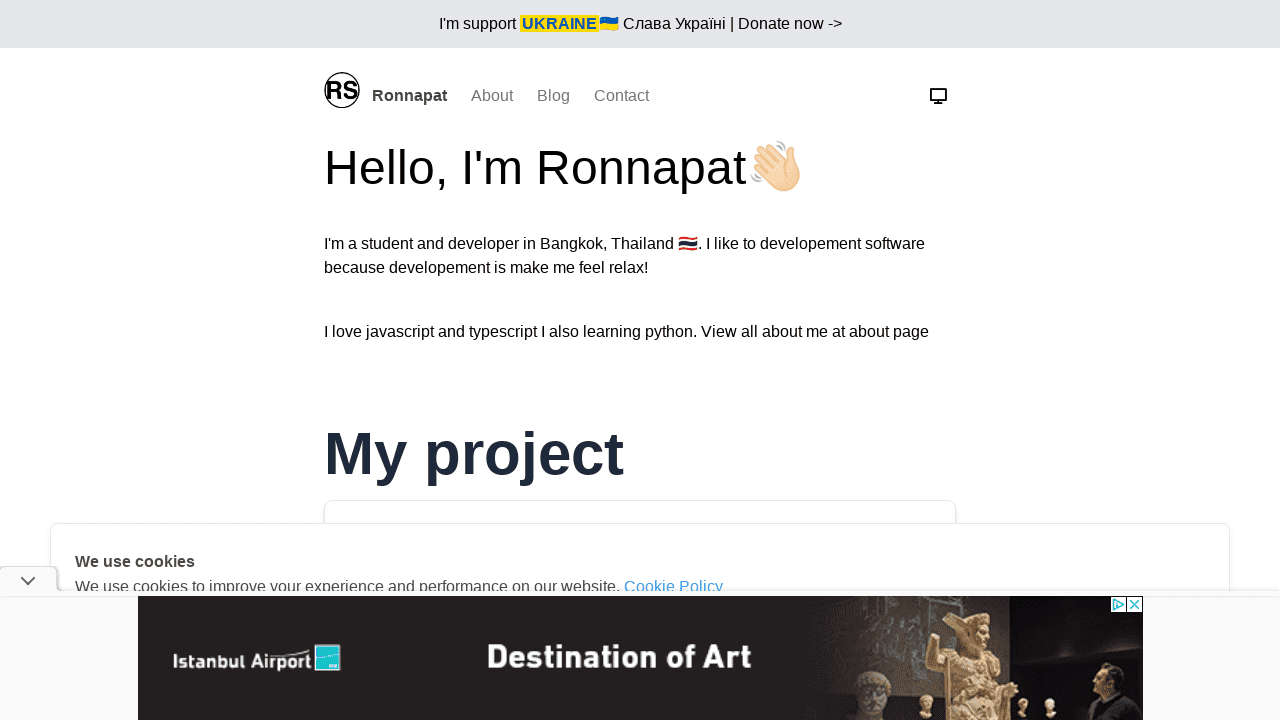 I'm support UKRAINE🇺🇦 Слава Україні | Donate now ->
RS Ronnapat About Blog Contact
Hello, I'm Ronnapat👋🏻
I'm a student and developer in Bangkok, Thailand 🇹🇭. I like to developement software
because developement is make me feel relax!
I love javascript and typescript I also learning python. View all about me at about page
My project
We use cookies
We use cookies to improve your experience and performance on our website. Cookie Policy
Istanbul Airport
Destination of Art